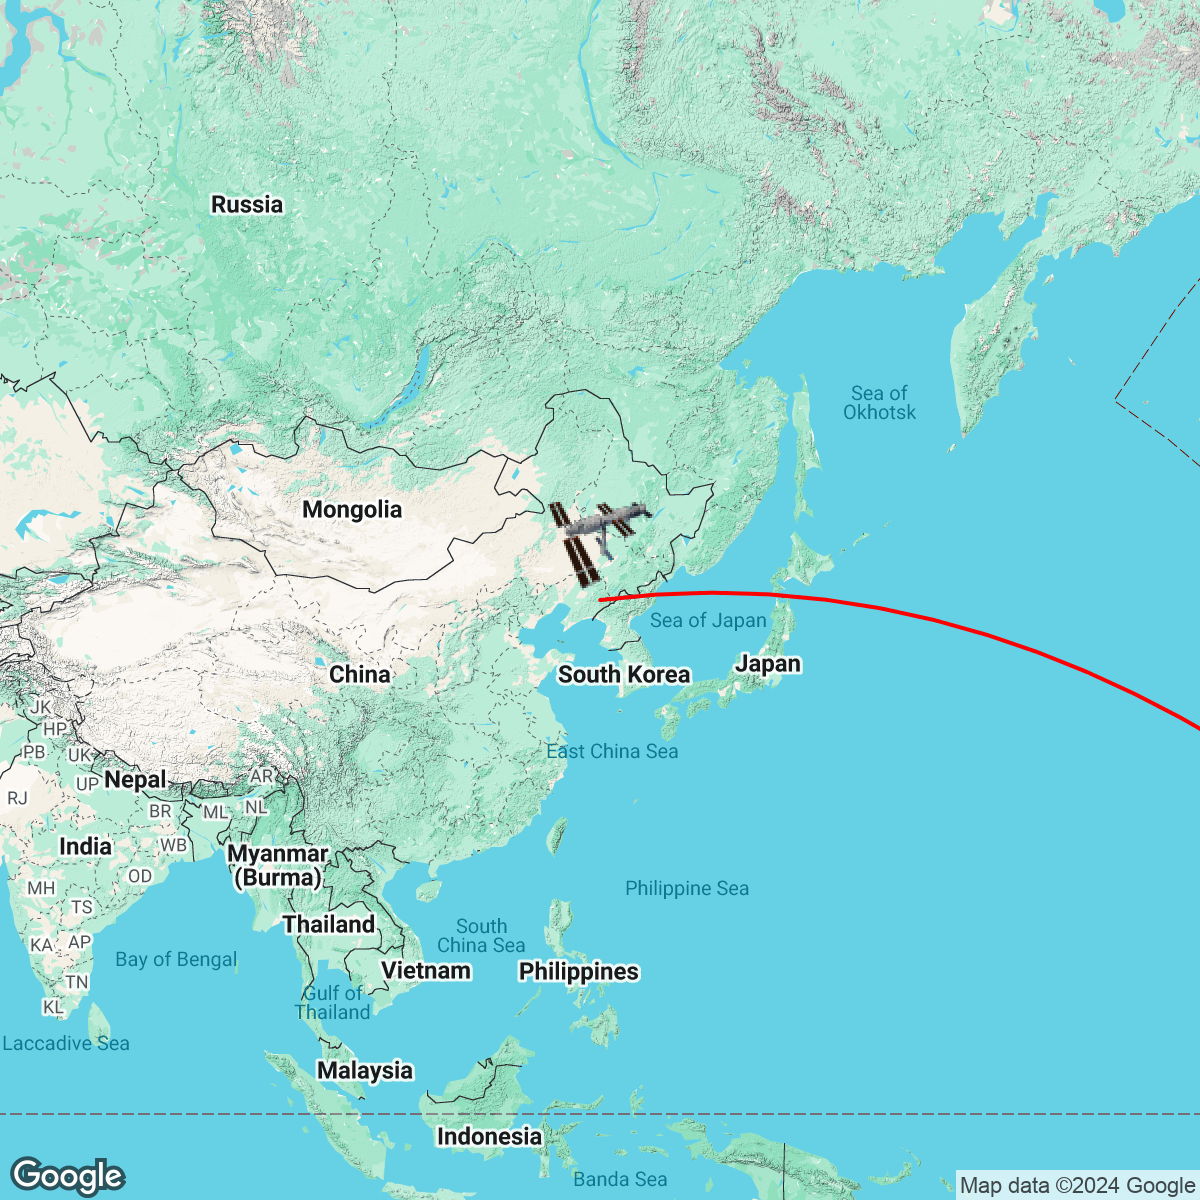 Russia
Sea of
Okhotsk
Mongolia
Sea of Japan
Japan
China
South Korea
JK
HP
PB
UK
East China Sea
Nepal
AR
UP
RJ
BR
ML
NL
India
WB
Myanmar
(Burma)
OD
MH
Philippine Sea
TS
Thailand
South
China Sea
KA
AP
Bay of Bengal
Vietnam
Philippines
TN
Gulf of
Thailand
KL
Laccadive Sea
Malaysia
Indonesia
Banda Sea
Google
Map data ©2024 Google